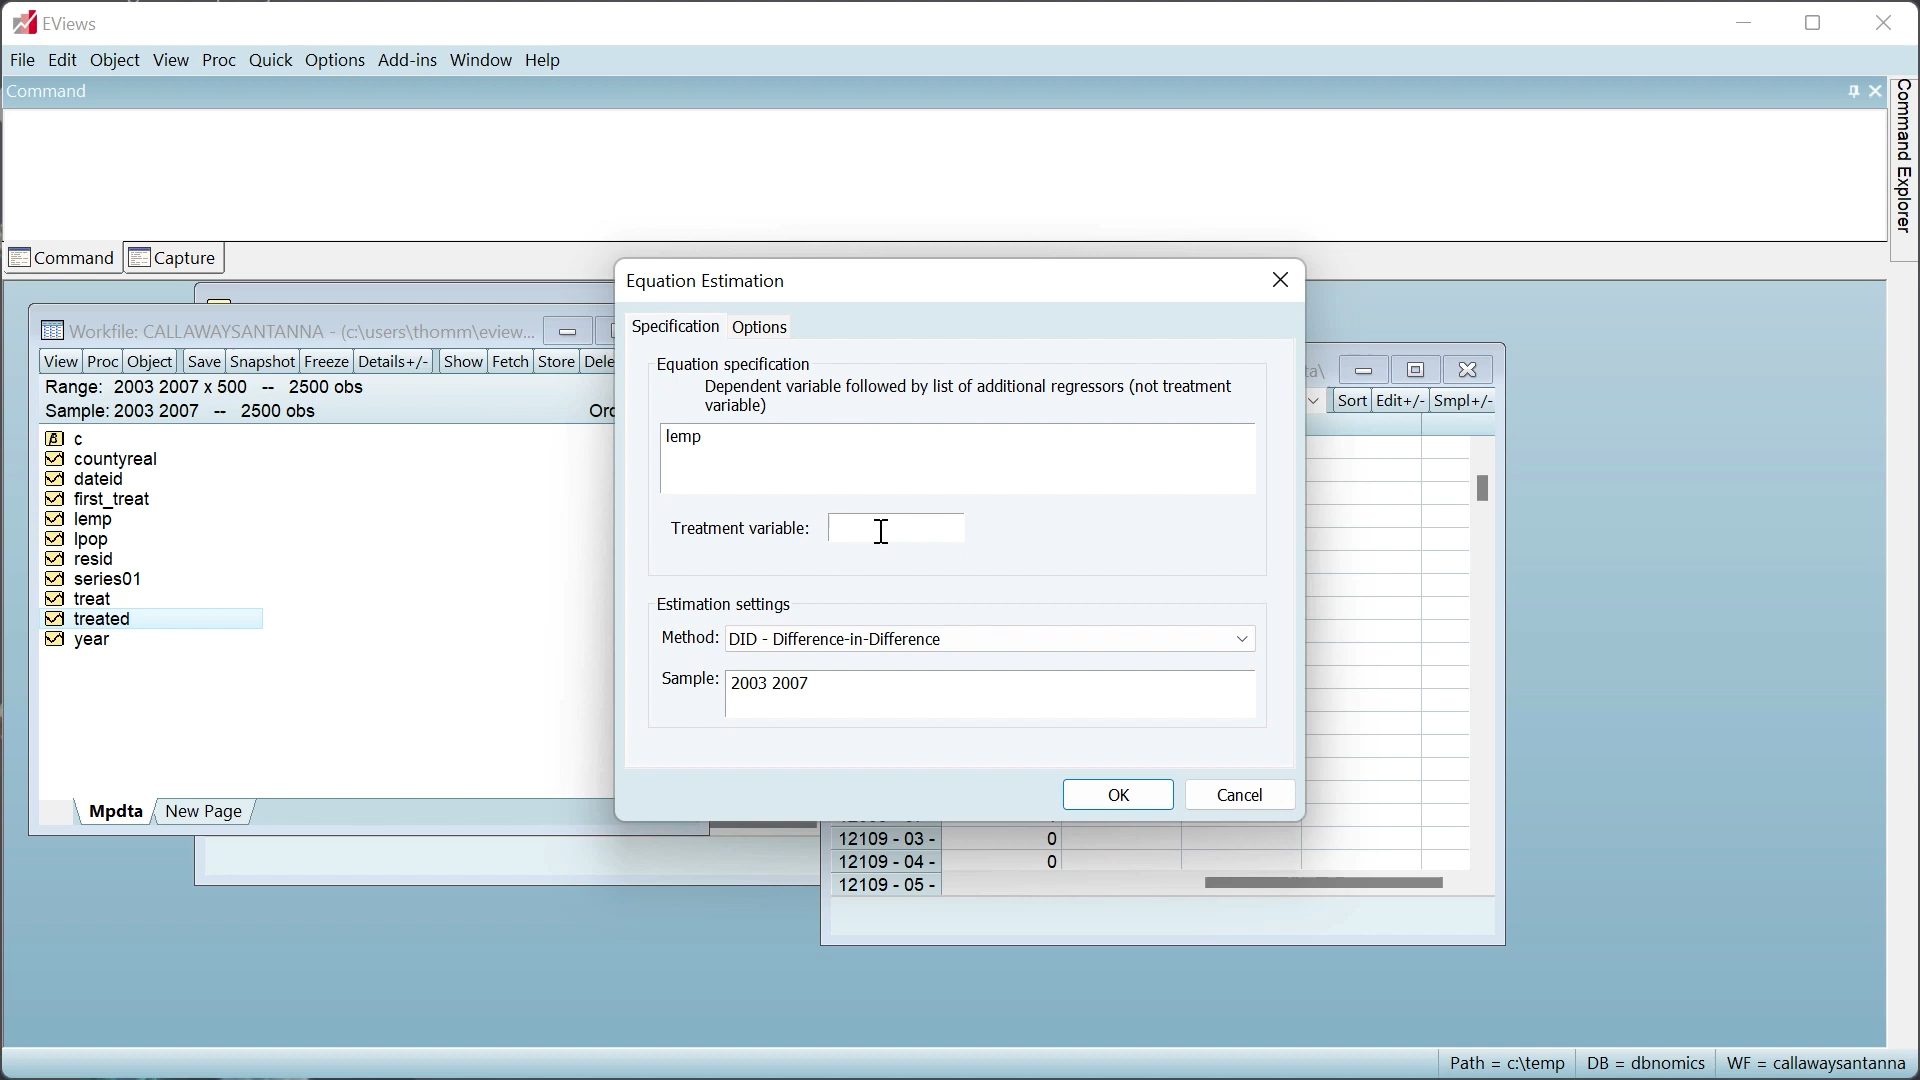 EViews
File Edit Object View Proc Quick Options Add-ins Window Help
Command
Command Explorer
Command Capture
Equation Estimation
Specification Options
Equation specification
Dependent variable followed by list of additional regressors (not treatment
variable)
lemp
Treatment variable:
Estimation settings
Method: DID - Difference-in-Difference
Sample: 2003 2007
OK Cancel
Workfile: CALLAWAYSANTANNA - (c:\users\thomm\eview...
View Proc Object Save Snapshot Freeze Details+/- Show Fetch Store Dele
Range: 2003 2007 x 500 -- 2500 obs
Sample: 2003 2007 -- 2500 obs
c
countyreal
dateid
first_treat
lemp
lpop
resid
series01
treat
treated
year
Mpdta New Page
Sort Edit+/- Smpl+/-
12109 - 03 - 0
12109 - 04 - 0
12109 - 05 -
Path = c:\temp DB = dbnomics WF = callawaysantanna